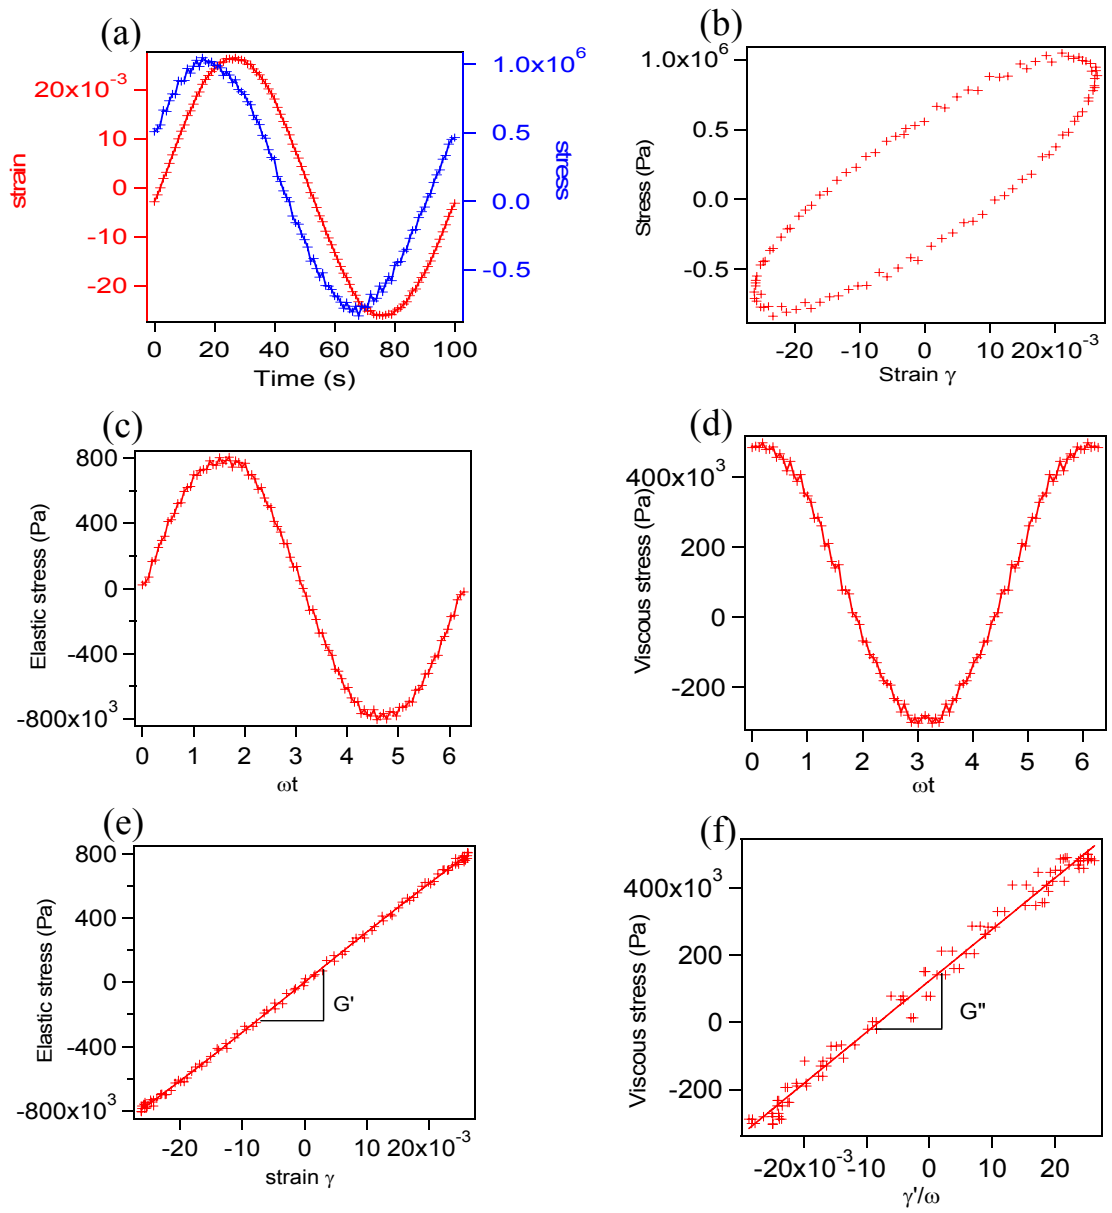 (a)
strain
20x10-3
10
0
-10
-20
1.0x106
0.5
0.0
-0.5
stress
0 20 40 60 80 100
Time (s)
(b)
Stress (Pa)
1.0x106
0.5
0.0
-0.5
-20 -10 0 10 20x10-3
Strain γ
(c)
Elastic stress (Pa)
800
400
0
-400
-800x103
0 1 2 3 4 5 6
ωt
(d)
Viscous stress (Pa)
400x103
200
0
-200
0 1 2 3 4 5 6
ωt
(e)
Elastic stress (Pa)
800
400
0
-400
-800x103
G'
-20 -10 0 10 20x10-3
strain γ
(f)
Viscous stress (Pa)
400x103
200
0
-200
G"
-20x10-3 -10 0 10 20
γ'/ω